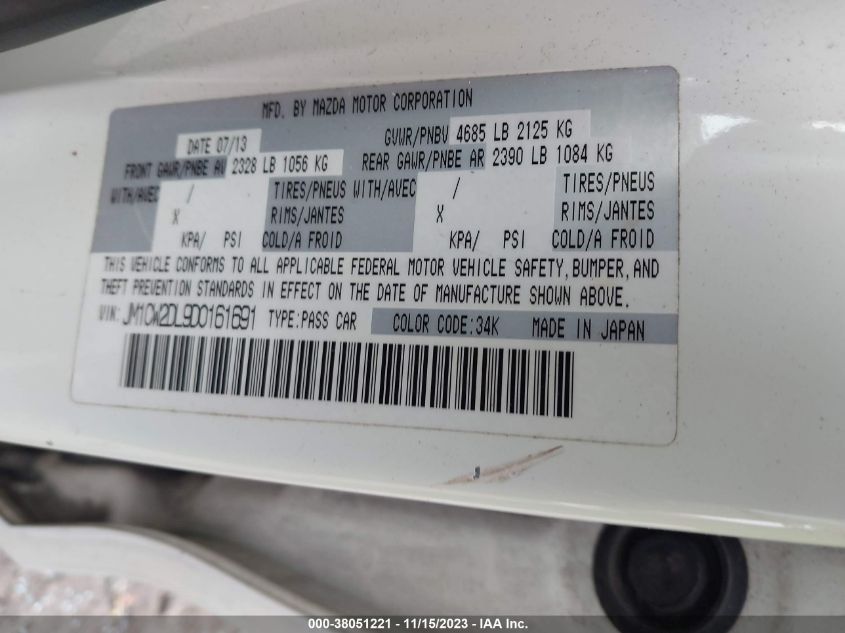 MFD. BY MAZDA MOTOR CORPORATION
DATE 07/13 GVWR/PNBV 4685 LB 2125 KG
FRONT GAWR/PNBE AV 2328 LB 1056 KG REAR GAWR/PNBE AR 2390 LB 1084 KG
WITH/AVEC / TIRES/PNEUS WITH/AVEC / TIRES/PNEUS
X RIMS/JANTES X RIMS/JANTES
KPA/ PSI COLD/A FROID KPA/ PSI COLD/A FROID
THIS VEHICLE CONFORMS TO ALL APPLICABLE FEDERAL MOTOR VEHICLE SAFETY, BUMPER, AND
THEFT PREVENTION STANDARDS IN EFFECT ON THE DATE OF MANUFACTURE SHOWN ABOVE.
VIN: JM1CW2DL9D0161691 TYPE:PASS CAR COLOR CODE:34K MADE IN JAPAN
000-38051221 - 11/15/2023 - IAA Inc.